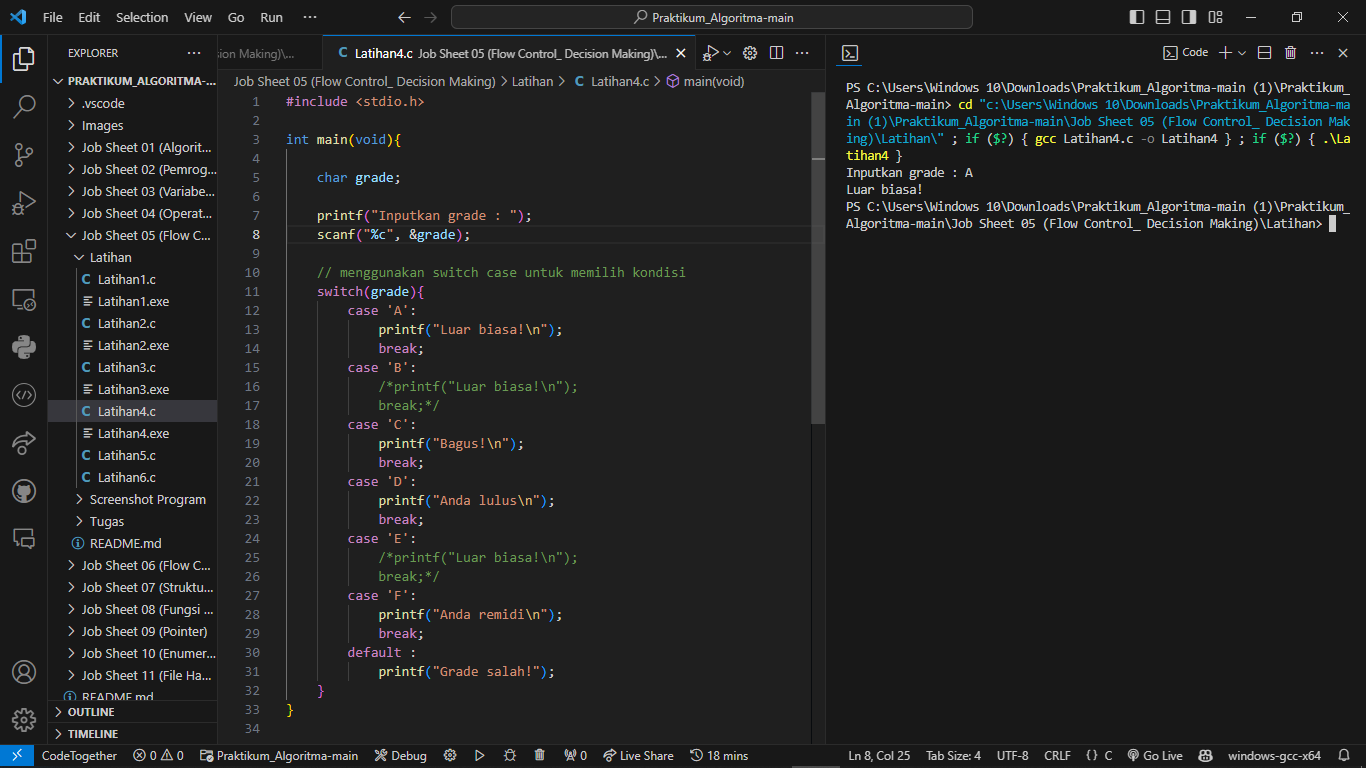 File Edit Selection View Go Run ···
Praktikum_Algoritma-main
EXPLORER
PRAKTIKUM_ALGORITMA-...
.vscode
Images
Job Sheet 01 (Algorit...
Job Sheet 02 (Pemrog...
Job Sheet 03 (Variabe...
Job Sheet 04 (Operat...
Job Sheet 05 (Flow C...
Latihan
C Latihan1.c
Latihan1.exe
C Latihan2.c
Latihan2.exe
C Latihan3.c
Latihan3.exe
C Latihan4.c
Latihan4.exe
C Latihan5.c
C Latihan6.c
Screenshot Program
Tugas
README.md
Job Sheet 06 (Flow C...
Job Sheet 07 (Struktu...
Job Sheet 08 (Fungsi ...
Job Sheet 09 (Pointer)
Job Sheet 10 (Enumer...
Job Sheet 11 (File Ha...
README.md
OUTLINE
TIMELINE
sion Making)\...
C Latihan4.c Job Sheet 05 (Flow Control_ Decision Making)\...
Job Sheet 05 (Flow Control_ Decision Making) > Latihan > C Latihan4.c > main(void)
1 #include <stdio.h>
2
3 int main(void){
4
5 char grade;
6
7 printf("Inputkan grade : ");
8 scanf("%c", &grade);
9
10 // menggunakan switch case untuk memilih kondisi
11 switch(grade){
12 case 'A':
13 printf("Luar biasa!\n");
14 break;
15 case 'B':
16 /*printf("Luar biasa!\n");
17 break;*/
18 case 'C':
19 printf("Bagus!\n");
20 break;
21 case 'D':
22 printf("Anda lulus\n");
23 break;
24 case 'E':
25 /*printf("Luar biasa!\n");
26 break;*/
27 case 'F':
28 printf("Anda remidi\n");
29 break;
30 default :
31 printf("Grade salah!");
32 }
33 }
34
Code
PS C:\Users\Windows 10\Downloads\Praktikum_Algoritma-main (1)\Praktikum_
Algoritma-main> cd "c:\Users\Windows 10\Downloads\Praktikum_Algoritma-ma
in (1)\Praktikum_Algoritma-main\Job Sheet 05 (Flow Control_ Decision Mak
ing)\Latihan\" ; if ($?) { gcc Latihan4.c -o Latihan4 } ; if ($?) { .\La
tihan4 }
Inputkan grade : A
Luar biasa!
PS C:\Users\Windows 10\Downloads\Praktikum_Algoritma-main (1)\Praktikum_
Algoritma-main\Job Sheet 05 (Flow Control_ Decision Making)\Latihan>
CodeTogether 0 0 Praktikum_Algoritma-main Debug 0 Live Share 18 mins Ln 8, Col 25 Tab Size: 4 UTF-8 CRLF { } C Go Live windows-gcc-x64